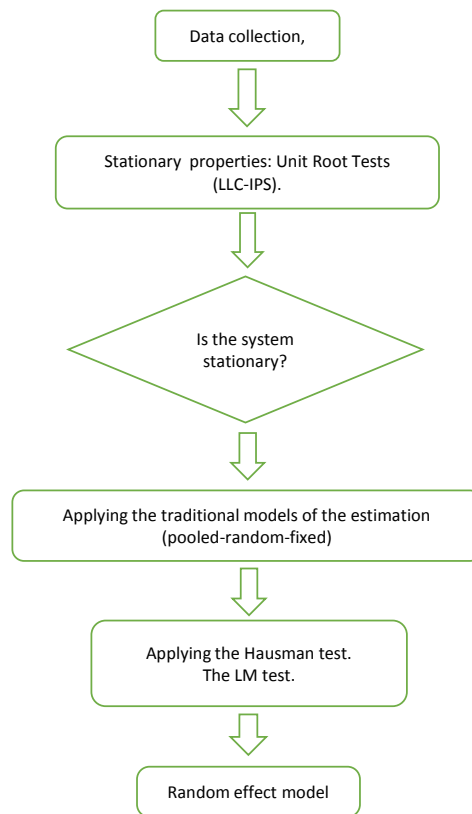 Data collection,
Stationary properties: Unit Root Tests
(LLC-IPS).
Is the system
stationary?
Applying the traditional models of the estimation
(pooled-random-fixed)
Applying the Hausman test.
The LM test.
Random effect model